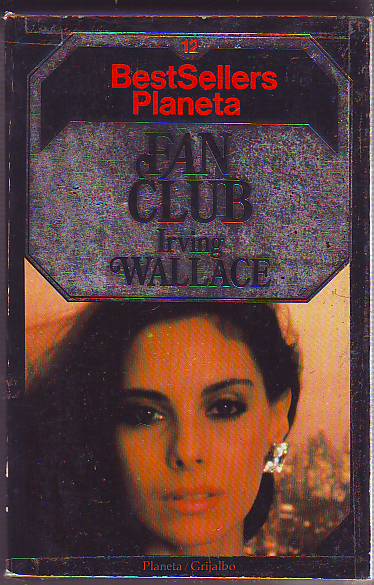 12
BestSellers
Planeta
FAN
CLUB
Irving
WALLACE
Planeta / Grijalbo